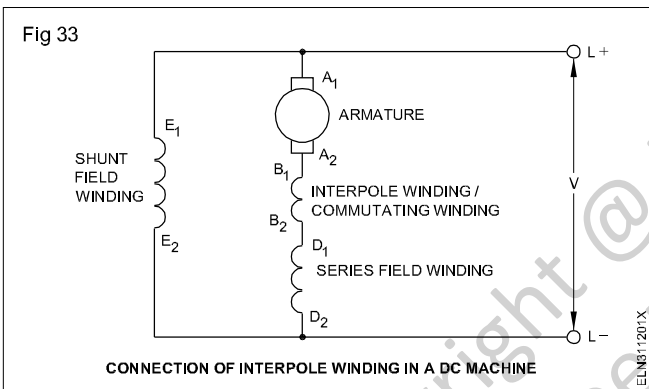 Fig 33
L +
A1
ARMATURE
E1
SHUNT
FIELD
WINDING
A2
B1
INTERPOLE WINDING /
COMMUTATING WINDING
V
B2
E2
D1
SERIES FIELD WINDING
D2
L –
CONNECTION OF INTERPOLE WINDING IN A DC MACHINE
ELN311201X
right @